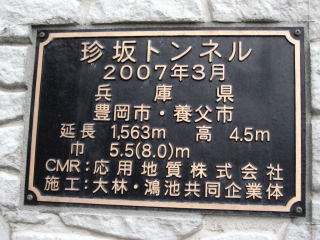 珍坂トンネル
2007年3月
兵庫県
豊岡市・養父市
延長 1,563m 高 4.5m
巾 5.5(8.0)m
CMR:応用地質株式会社
施工:大林・鴻池共同企業体